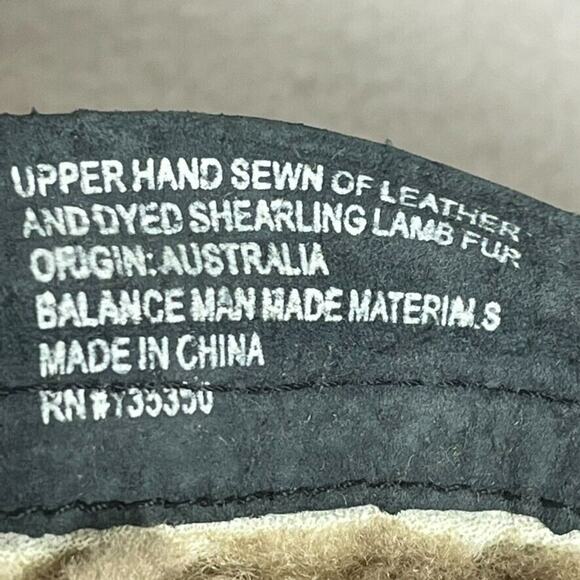 UPPER HAND SEWN OF LEATHER
AND DYED SHEARLING LAMB FUR
ORIGIN: AUSTRALIA
BALANCE MAN MADE MATERIALS
MADE IN CHINA
RN #Y35350